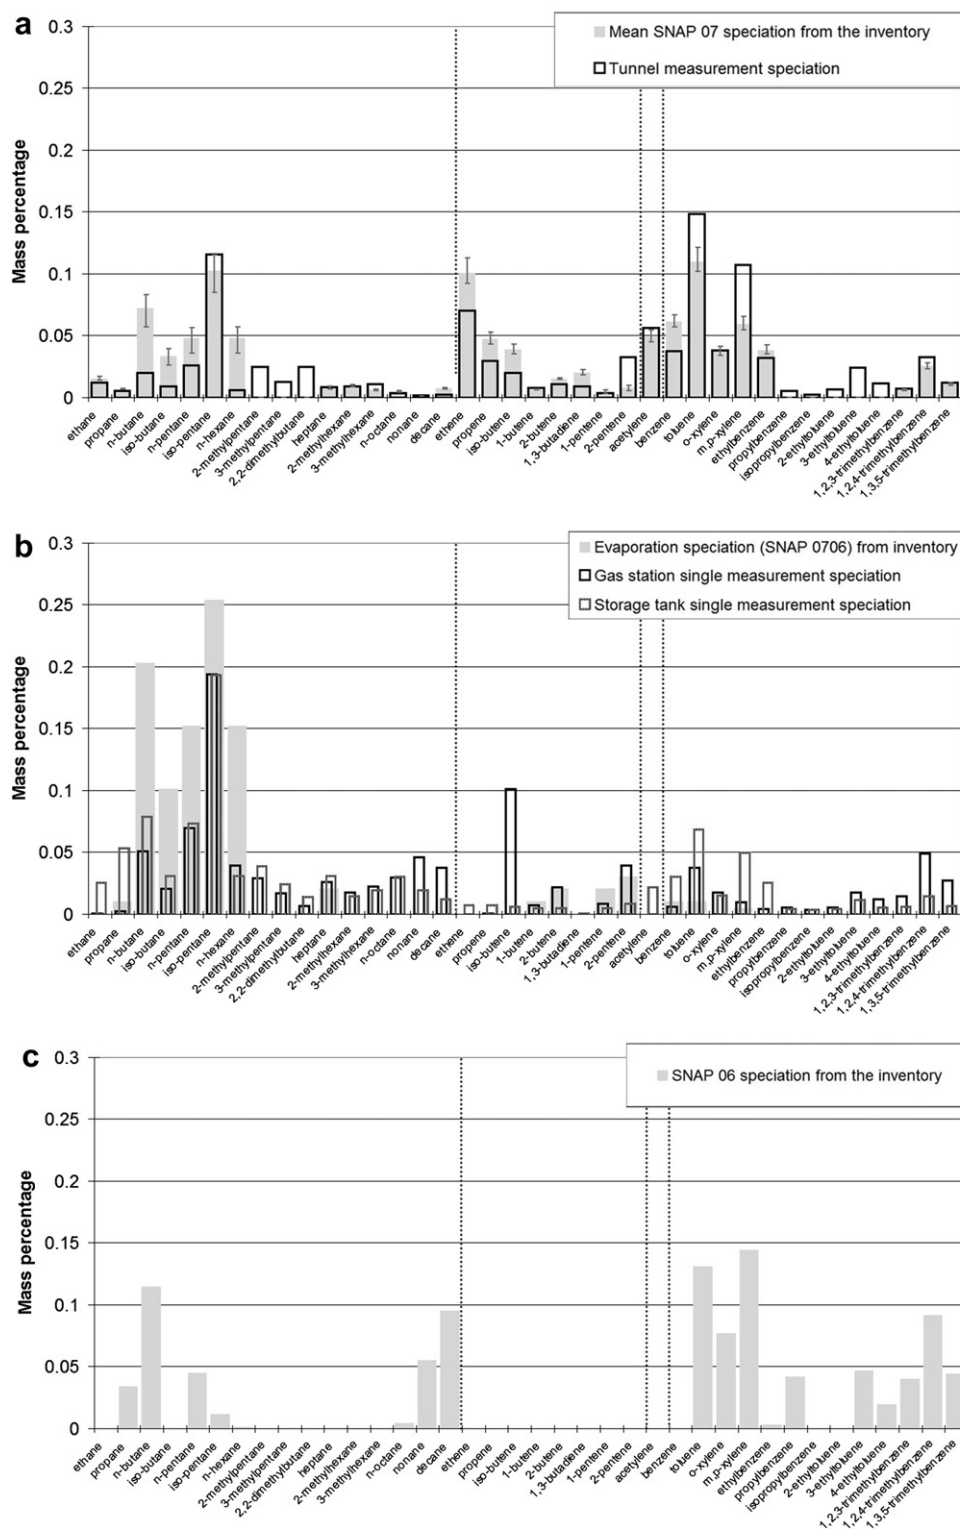 a
0.3
0.25
0.2
0.15
0.1
0.05
0
Mass percentage
Mean SNAP 07 speciation from the inventory
Tunnel measurement speciation
ethane
propane
n-butane
iso-butane
n-pentane
iso-pentane
n-hexane
2-methylpentane
3-methylpentane
2,2-dimethylbutane
heptane
2-methylhexane
3-methylhexane
n-octane
nonane
decane
ethene
propene
iso-butene
1-butene
2-butene
1,3-butadiene
1-pentene
2-pentene
acetylene
benzene
toluene
o-xylene
m,p-xylene
ethylbenzene
propylbenzene
isopropylbenzene
2-ethyltoluene
3-ethyltoluene
4-ethyltoluene
1,2,3-trimethylbenzene
1,2,4-trimethylbenzene
1,3,5-trimethylbenzene
b
0.3
0.25
0.2
0.15
0.1
0.05
0
Mass percentage
Evaporation speciation (SNAP 0706) from inventory
Gas station single measurement speciation
Storage tank single measurement speciation
ethane
propane
n-butane
iso-butane
n-pentane
iso-pentane
n-hexane
2-methylpentane
3-methylpentane
2,2-dimethylbutane
heptane
2-methylhexane
3-methylhexane
n-octane
nonane
decane
ethene
propene
iso-butene
1-butene
2-butene
1,3-butadiene
1-pentene
2-pentene
acetylene
benzene
toluene
o-xylene
m,p-xylene
ethylbenzene
propylbenzene
isopropylbenzene
2-ethyltoluene
3-ethyltoluene
4-ethyltoluene
1,2,3-trimethylbenzene
1,2,4-trimethylbenzene
1,3,5-trimethylbenzene
c
0.3
0.25
0.2
0.15
0.1
0.05
0
Mass percentage
SNAP 06 speciation from the inventory
ethane
propane
n-butane
iso-butane
n-pentane
iso-pentane
n-hexane
2-methylpentane
3-methylpentane
2,2-dimethylbutane
heptane
2-methylhexane
3-methylhexane
n-octane
nonane
decane
ethene
propene
iso-butene
1-butene
2-butene
1,3-butadiene
1-pentene
2-pentene
acetylene
benzene
toluene
o-xylene
m,p-xylene
ethylbenzene
propylbenzene
isopropylbenzene
2-ethyltoluene
3-ethyltoluene
4-ethyltoluene
1,2,3-trimethylbenzene
1,2,4-trimethylbenzene
1,3,5-trimethylbenzene